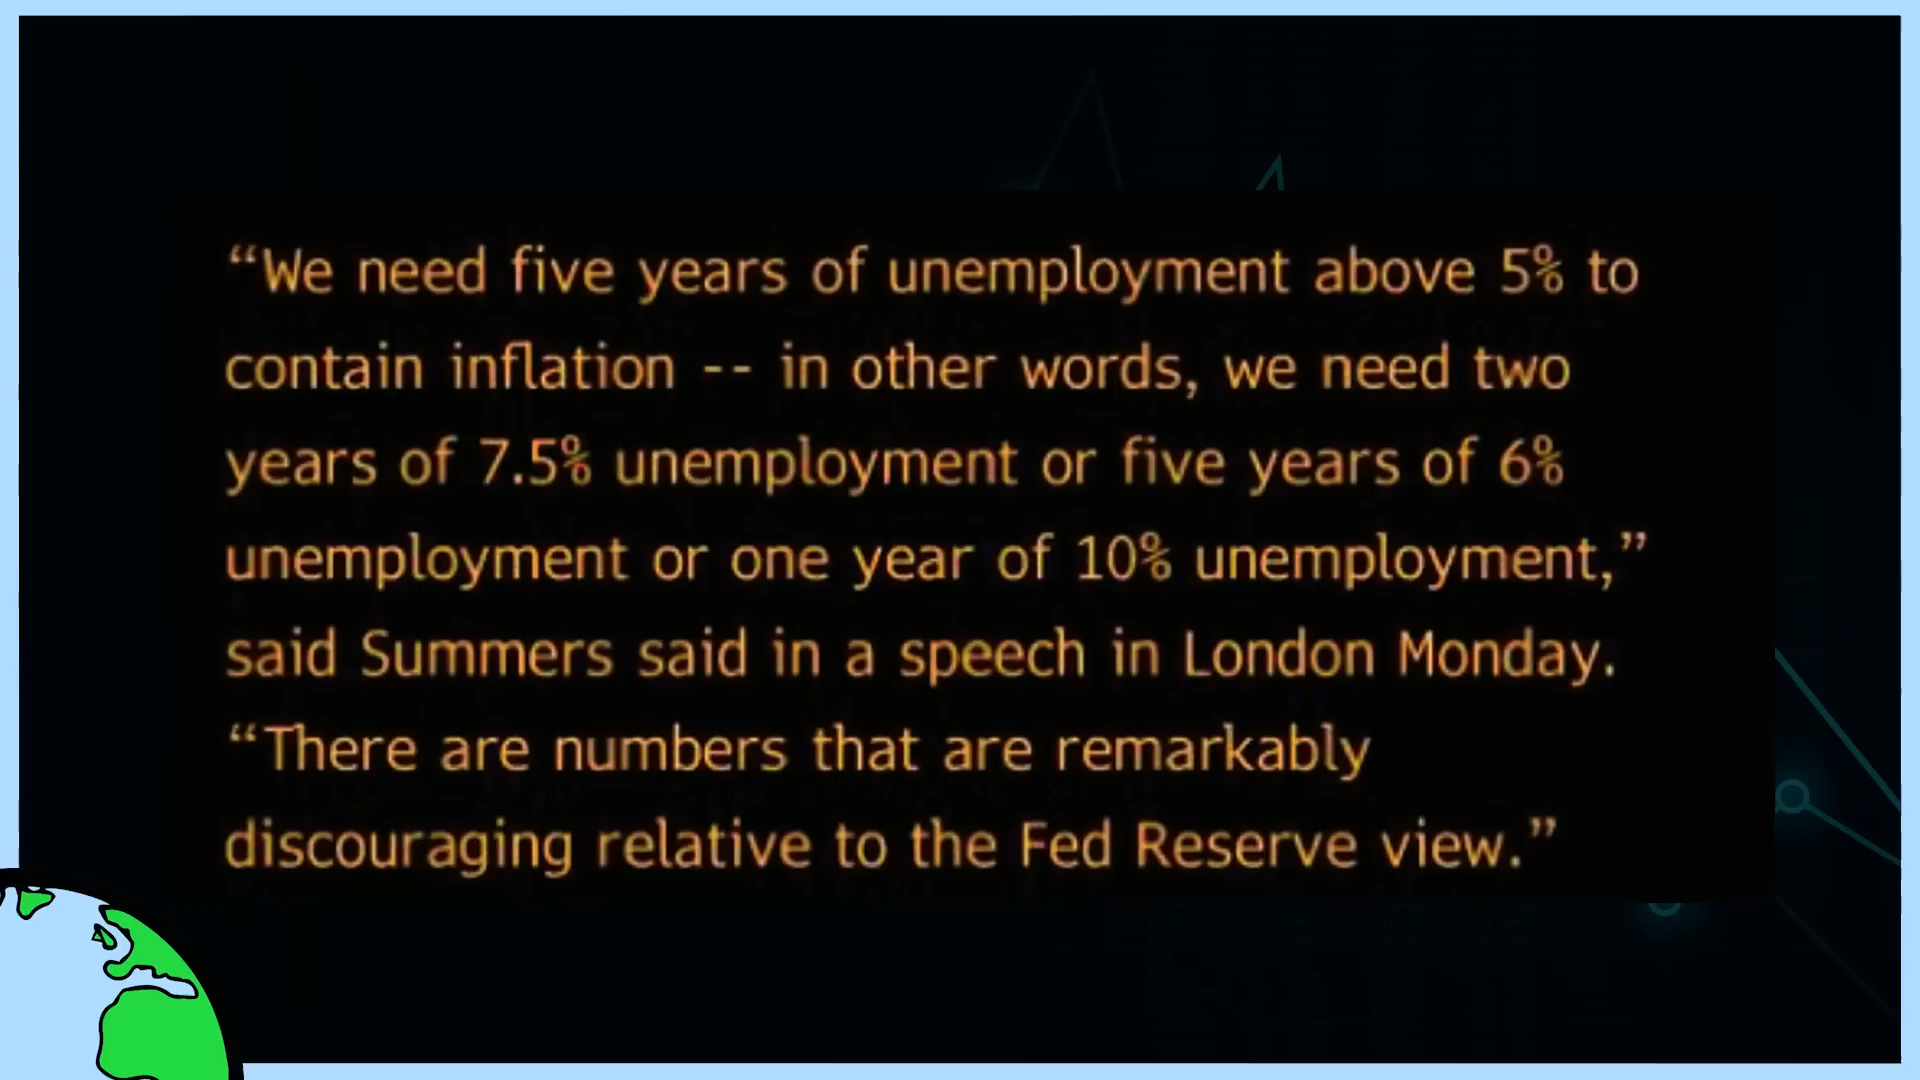 “We need five years of unemployment above 5% to
contain inflation -- in other words, we need two
years of 7.5% unemployment or five years of 6%
unemployment or one year of 10% unemployment,”
said Summers said in a speech in London Monday.
“There are numbers that are remarkably
discouraging relative to the Fed Reserve view.”